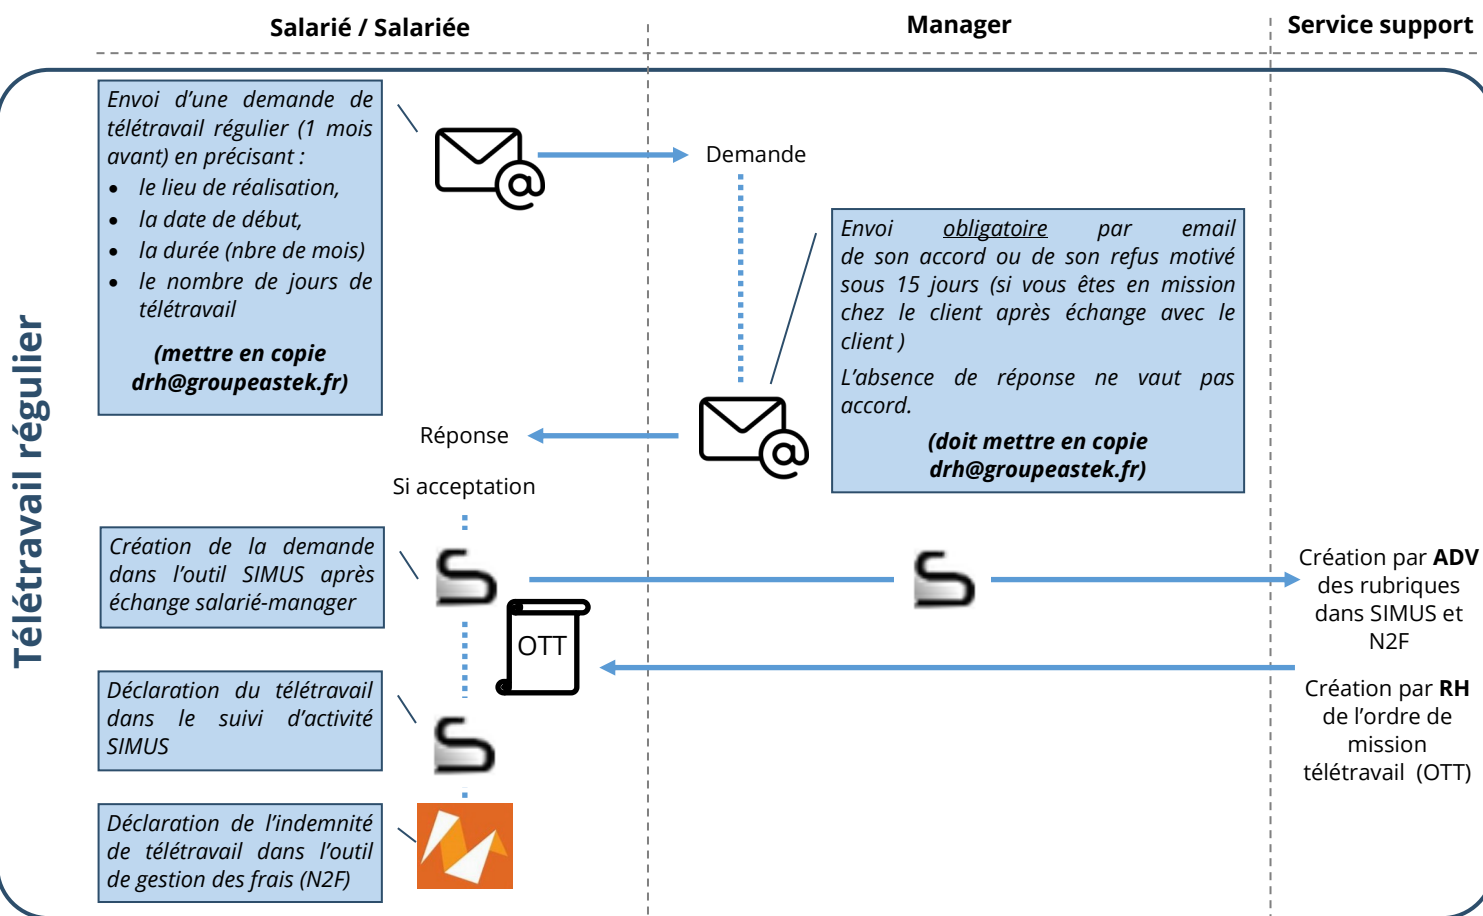 Salarié / Salariée
Manager
Service support
Télétravail régulier
Envoi d'une demande de
télétravail régulier (1 mois
avant) en précisant :
• le lieu de réalisation,
• la date de début,
• la durée (nbre de mois)
• le nombre de jours de
télétravail
(mettre en copie
drh@groupeastek.fr)
Demande
Envoi obligatoire par email
de son accord ou de son refus motivé
sous 15 jours (si vous êtes en mission
chez le client après échange avec le
client )
L'absence de réponse ne vaut pas
accord.
(doit mettre en copie
drh@groupeastek.fr)
Réponse
Si acceptation
Création de la demande
dans l'outil SIMUS après
échange salarié-manager
Création par ADV
des rubriques
dans SIMUS et
N2F
OTT
Création par RH
de l'ordre de
mission
télétravail (OTT)
Déclaration du télétravail
dans le suivi d'activité
SIMUS
Déclaration de l'indemnité
de télétravail dans l'outil
de gestion des frais (N2F)